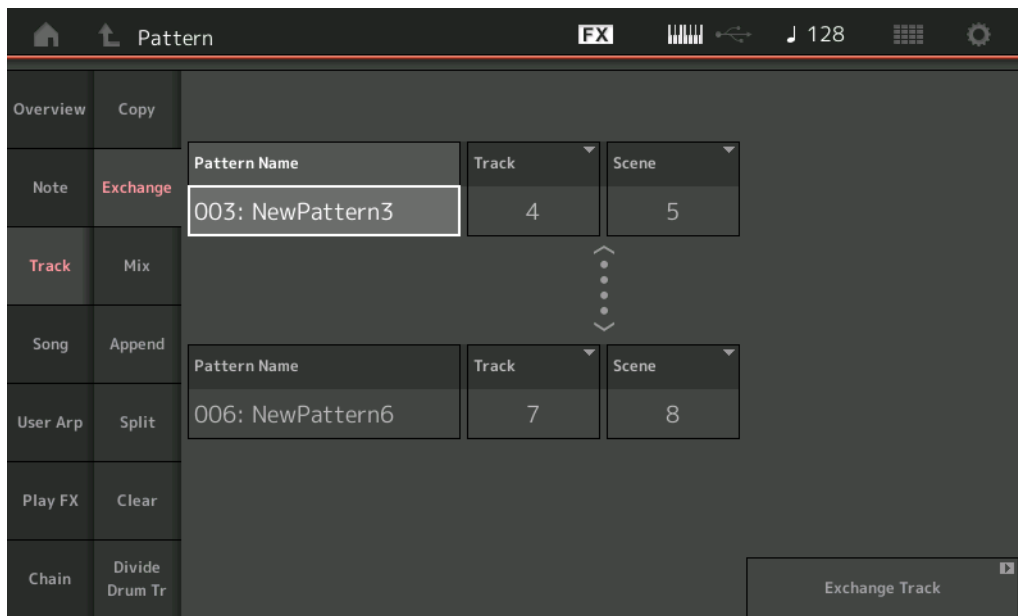 Pattern
FX
♩ 128
Overview
Copy
Note
Exchange
Track
Mix
Song
Append
User Arp
Split
Play FX
Clear
Chain
Divide
Drum Tr
Pattern Name
Track
Scene
003: NewPattern3
4
5
Pattern Name
Track
Scene
006: NewPattern6
7
8
Exchange Track